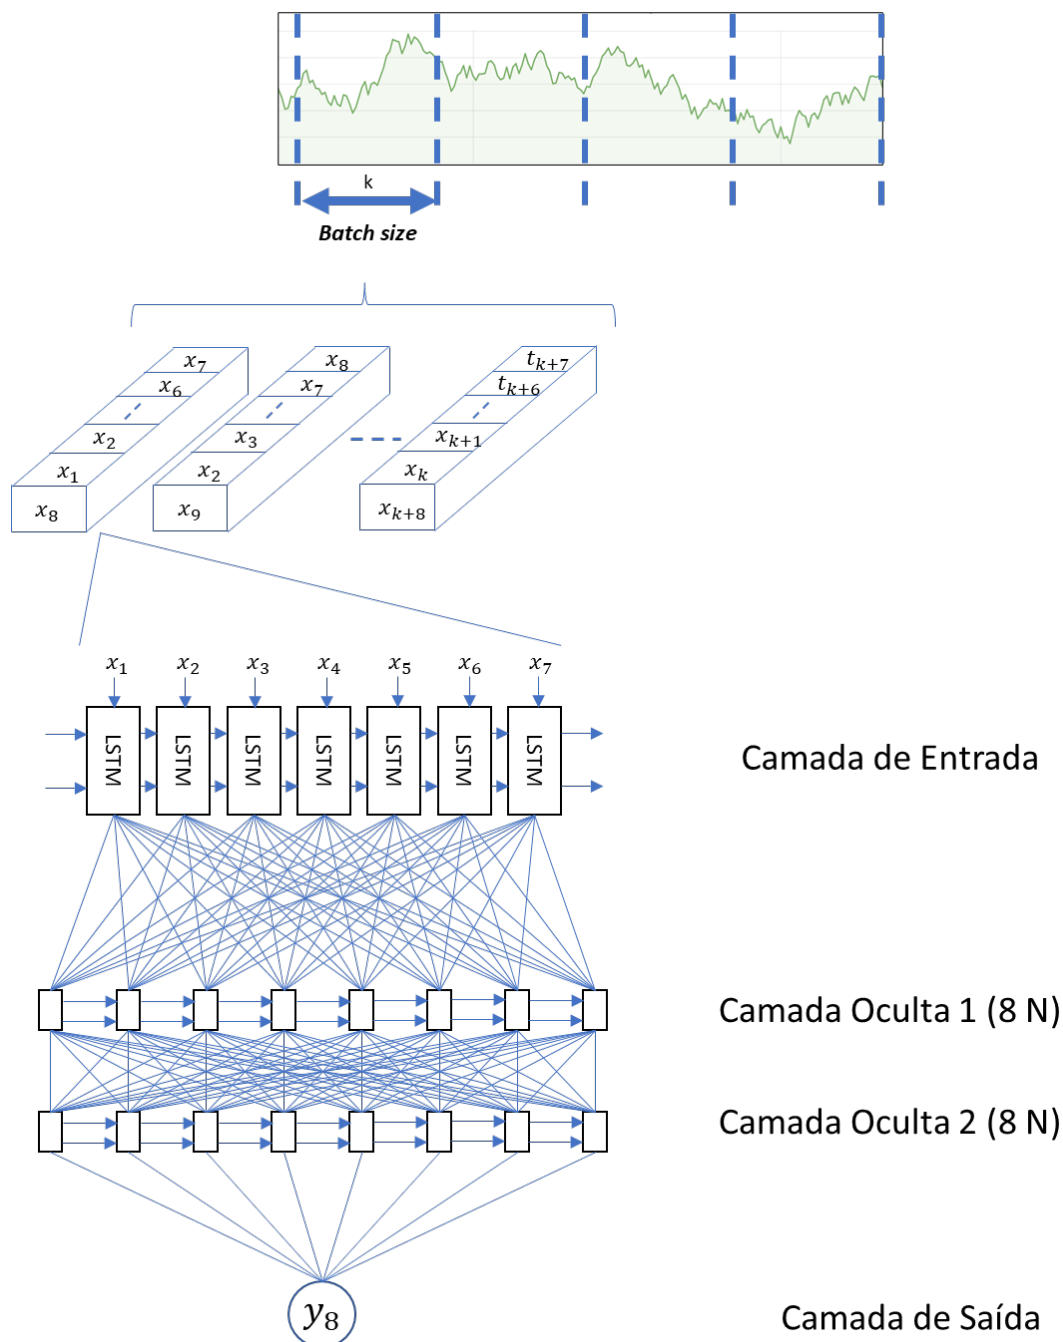 k
Batch size
x₇ x₈ tₖ₊₇
x₆ x₇ tₖ₊₆
x₂ x₃ xₖ₊₁
x₁ x₂ xₖ
x₈ x₉ xₖ₊₈
x₁ x₂ x₃ x₄ x₅ x₆ x₇
LSTM LSTM LSTM LSTM LSTM LSTM LSTM
Camada de Entrada
Camada Oculta 1 (8 N)
Camada Oculta 2 (8 N)
y₈
Camada de Saída